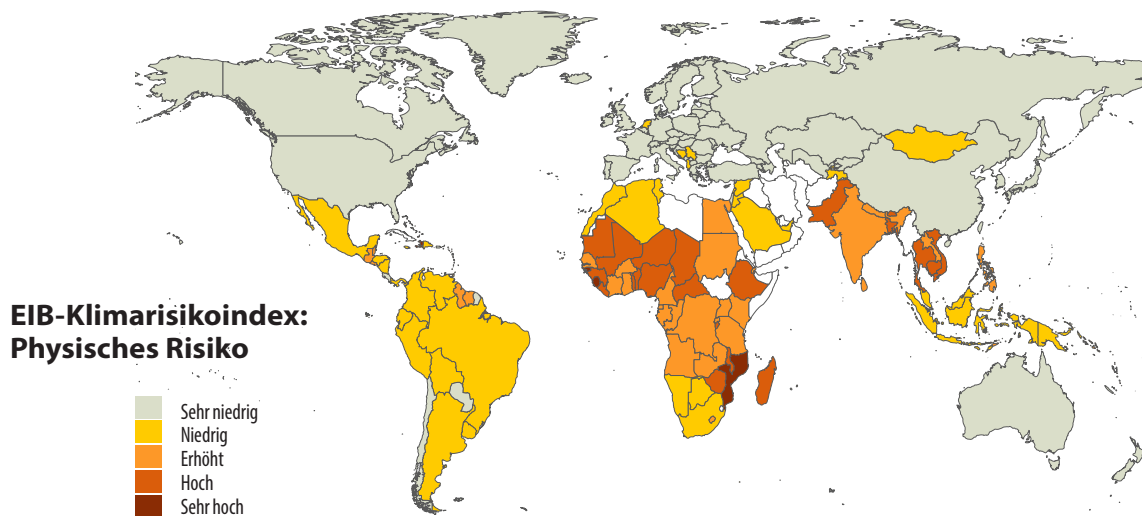 EIB-Klimarisikoindex:
Physisches Risiko
Sehr niedrig
Niedrig
Erhöht
Hoch
Sehr hoch